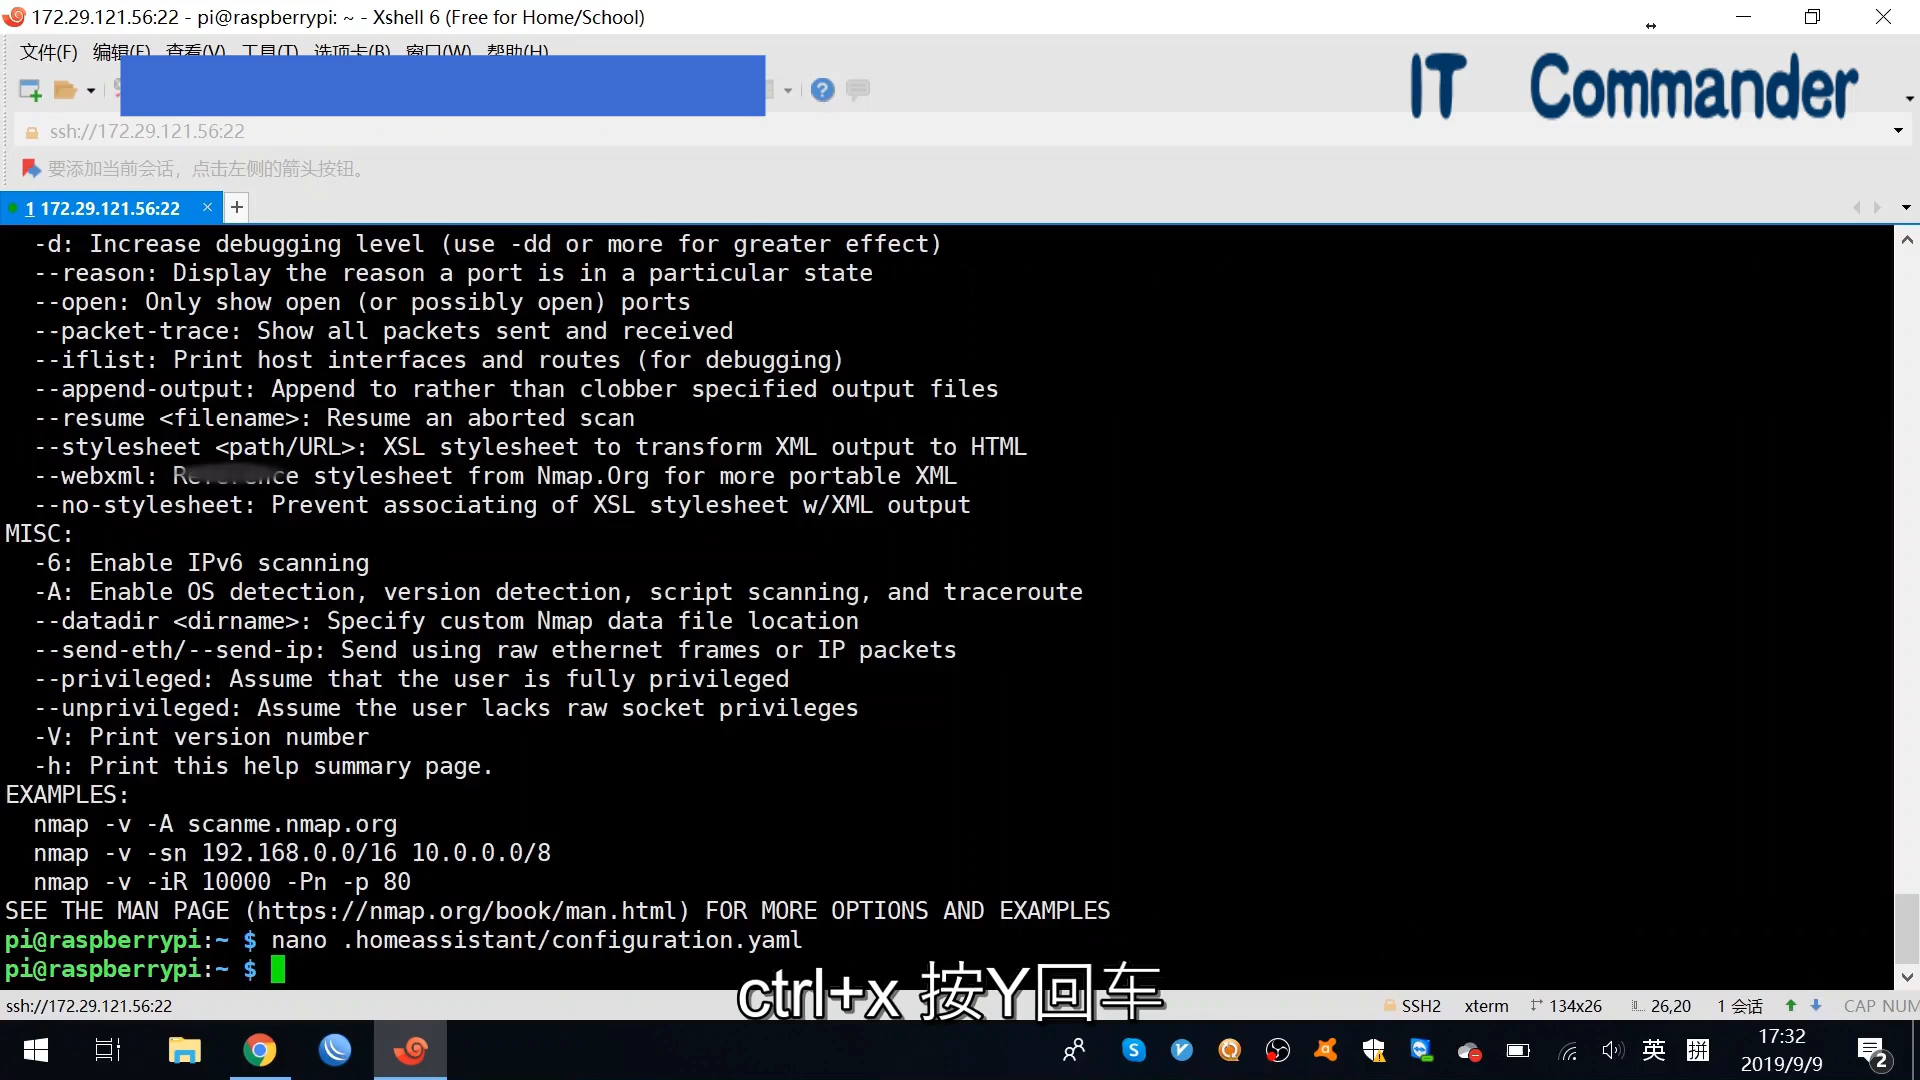 172.29.121.56:22 - pi@raspberrypi: ~ - Xshell 6 (Free for Home/School)
文件(F) 编辑(E) 查看(V) 工具(T) 选项卡(B) 窗口(W) 帮助(H)
IT Commander
ssh://172.29.121.56:22
要添加当前会话，点击左侧的箭头按钮。
1 172.29.121.56:22 × +
-d: Increase debugging level (use -dd or more for greater effect)
--reason: Display the reason a port is in a particular state
--open: Only show open (or possibly open) ports
--packet-trace: Show all packets sent and received
--iflist: Print host interfaces and routes (for debugging)
--append-output: Append to rather than clobber specified output files
--resume <filename>: Resume an aborted scan
--stylesheet <path/URL>: XSL stylesheet to transform XML output to HTML
--webxml: Reference stylesheet from Nmap.Org for more portable XML
--no-stylesheet: Prevent associating of XSL stylesheet w/XML output
MISC:
-6: Enable IPv6 scanning
-A: Enable OS detection, version detection, script scanning, and traceroute
--datadir <dirname>: Specify custom Nmap data file location
--send-eth/--send-ip: Send using raw ethernet frames or IP packets
--privileged: Assume that the user is fully privileged
--unprivileged: Assume the user lacks raw socket privileges
-V: Print version number
-h: Print this help summary page.
EXAMPLES:
nmap -v -A scanme.nmap.org
nmap -v -sn 192.168.0.0/16 10.0.0.0/8
nmap -v -iR 10000 -Pn -p 80
SEE THE MAN PAGE (https://nmap.org/book/man.html) FOR MORE OPTIONS AND EXAMPLES
pi@raspberrypi:~ $ nano .homeassistant/configuration.yaml
pi@raspberrypi:~ $
ctrl+x 按Y回车
ssh://172.29.121.56:22 SSH2 xterm 134x26 26,20 1 会话 CAP NUM
英 拼 17:32
2019/9/9 2